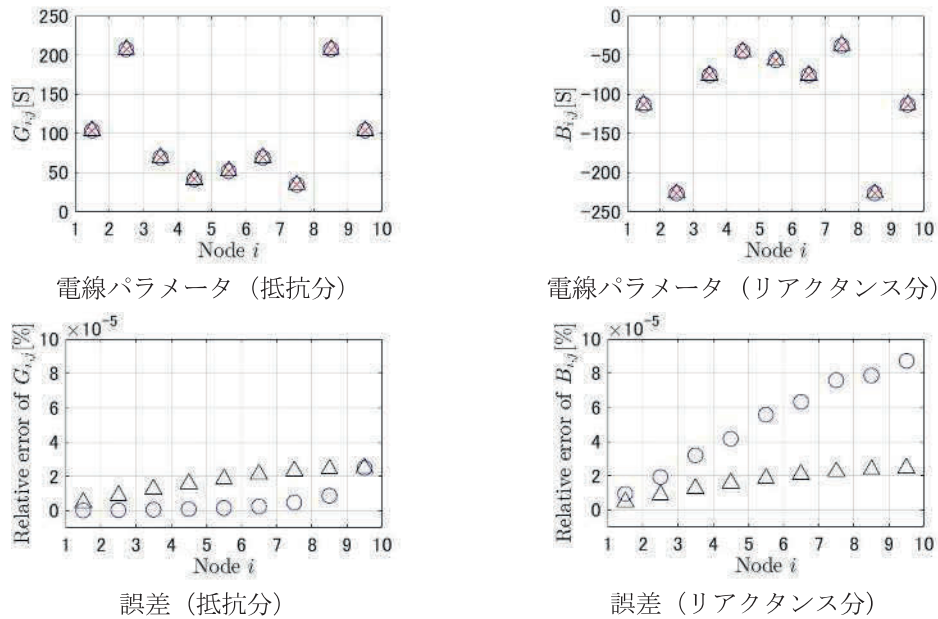 250
200
150
100
50
0
G_{i,j}[S]
1 2 3 4 5 6 7 8 9 10
Node i
電線パラメータ（抵抗分）
0
-50
-100
-150
-200
-250
B_{i,j}[S]
1 2 3 4 5 6 7 8 9 10
Node i
電線パラメータ（リアクタンス分）
×10^{-5}
10
8
6
4
2
0
Relative error of G_{i,j}[%]
1 2 3 4 5 6 7 8 9 10
Node i
誤差（抵抗分）
×10^{-5}
10
8
6
4
2
0
Relative error of B_{i,j}[%]
1 2 3 4 5 6 7 8 9 10
Node i
誤差（リアクタンス分）